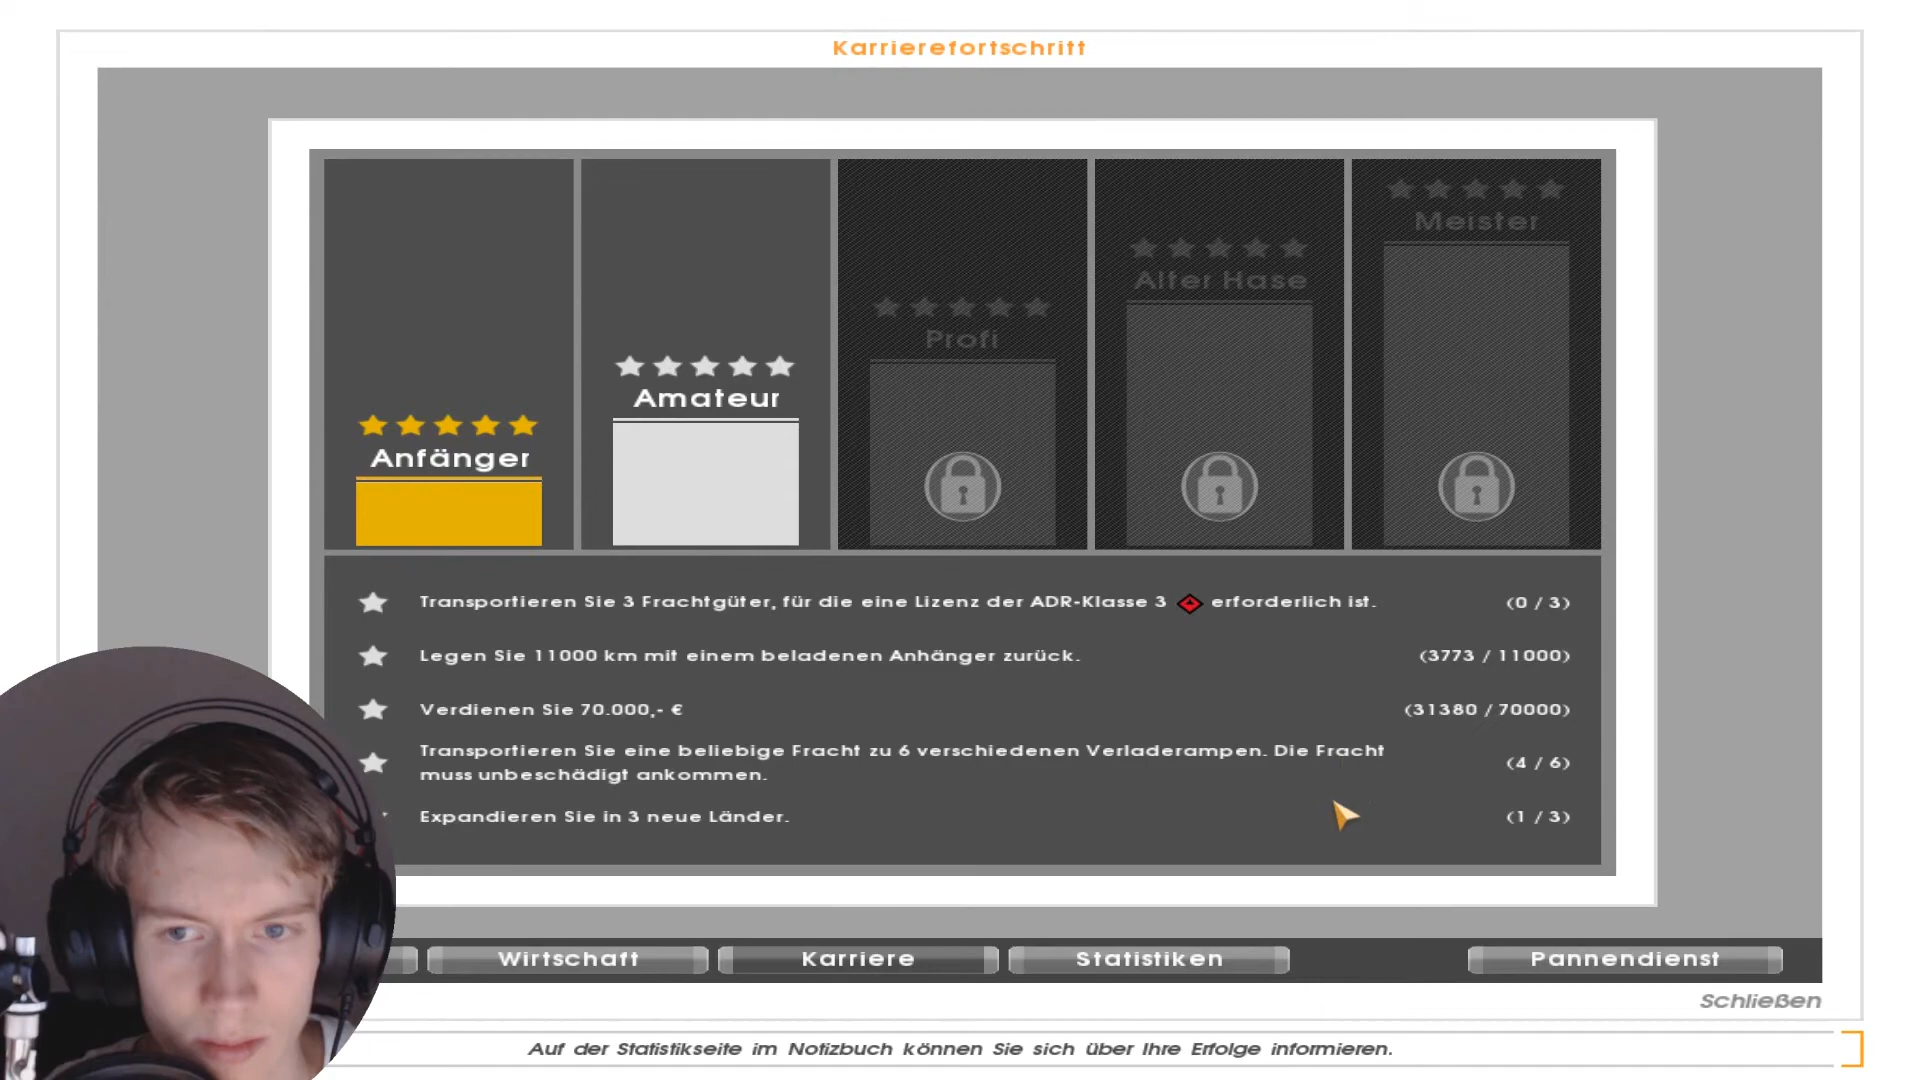 Karrierefortschritt
Meister
Alter Hase
Profi
Amateur
Anfänger
Transportieren Sie 3 Frachtgüter, für die eine Lizenz der ADR-Klasse 3 erforderlich ist. (0 / 3)
Legen Sie 11000 km mit einem beladenen Anhänger zurück. (3773 / 11000)
Verdienen Sie 70.000,- € (31380 / 70000)
Transportieren Sie eine beliebige Fracht zu 6 verschiedenen Verladerampen. Die Fracht
muss unbeschädigt ankommen. (4 / 6)
Expandieren Sie in 3 neue Länder. (1 / 3)
Wirtschaft Karriere Statistiken Pannendienst
Schließen
Auf der Statistikseite im Notizbuch können Sie sich über Ihre Erfolge informieren.